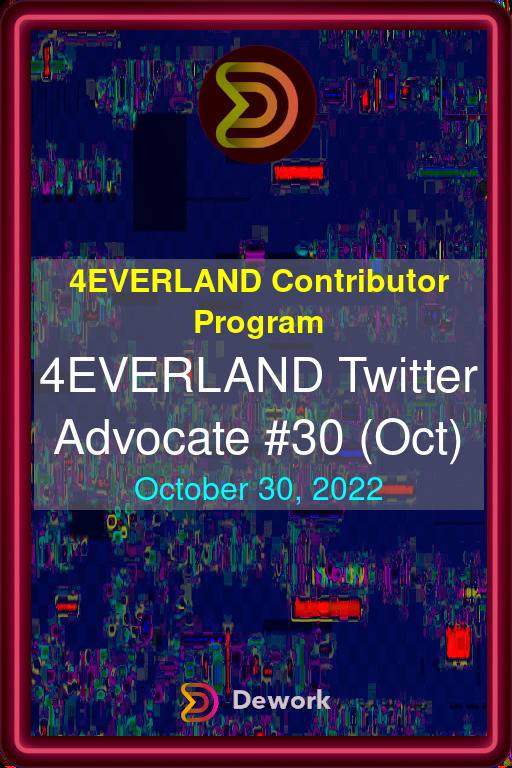 4EVERLAND Contributor
Program
4EVERLAND Twitter
Advocate #30 (Oct)
October 30, 2022
Dework